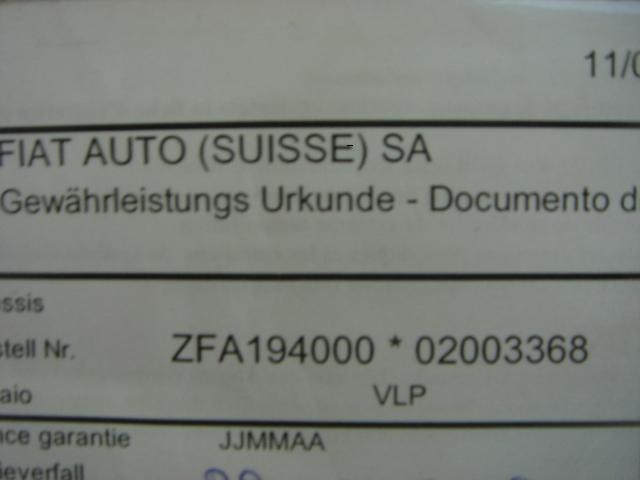 11/0
FIAT AUTO (SUISSE) SA
Gewährleistungs Urkunde - Documento d
ssis
stell Nr. ZFA194000 * 02003368
aio VLP
nce garantie JJMMAA
ieverfall